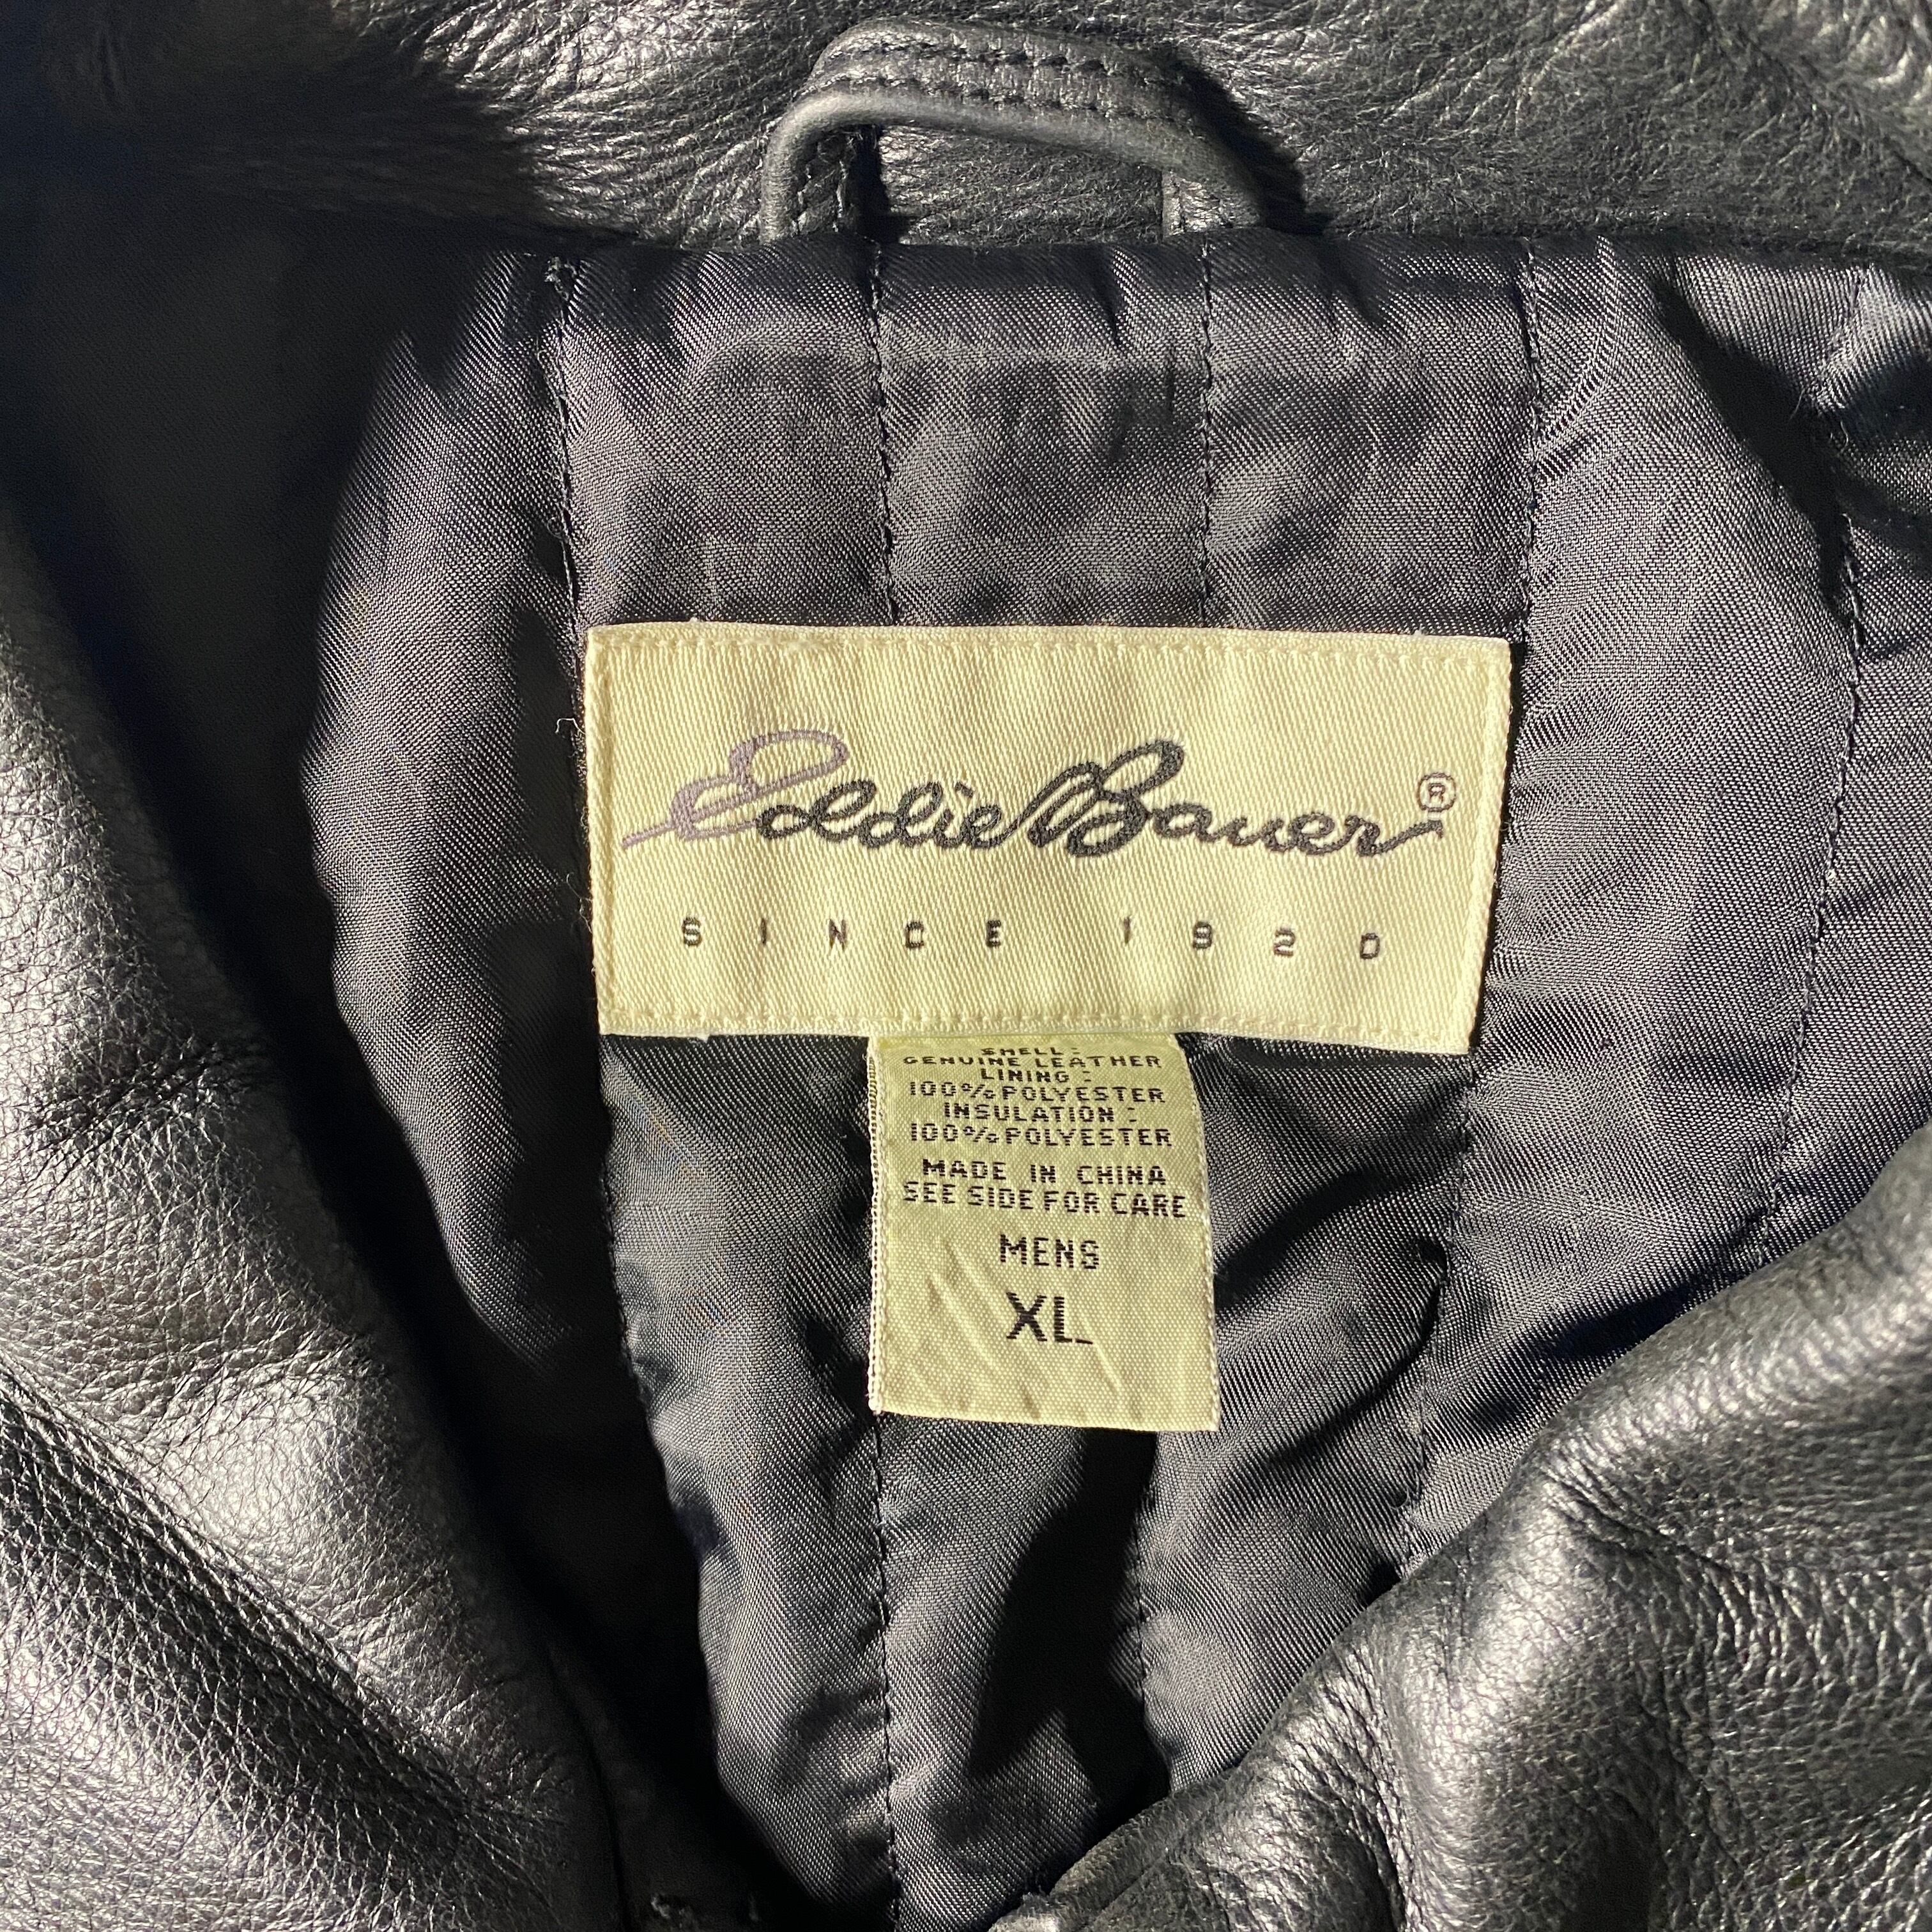 Eddie Bauer ®
SINCE 1920
SHELL:
GENUINE LEATHER
LINING:
100% POLYESTER
INSULATION:
100% POLYESTER
MADE IN CHINA
SEE SIDE FOR CARE
MENS
XL